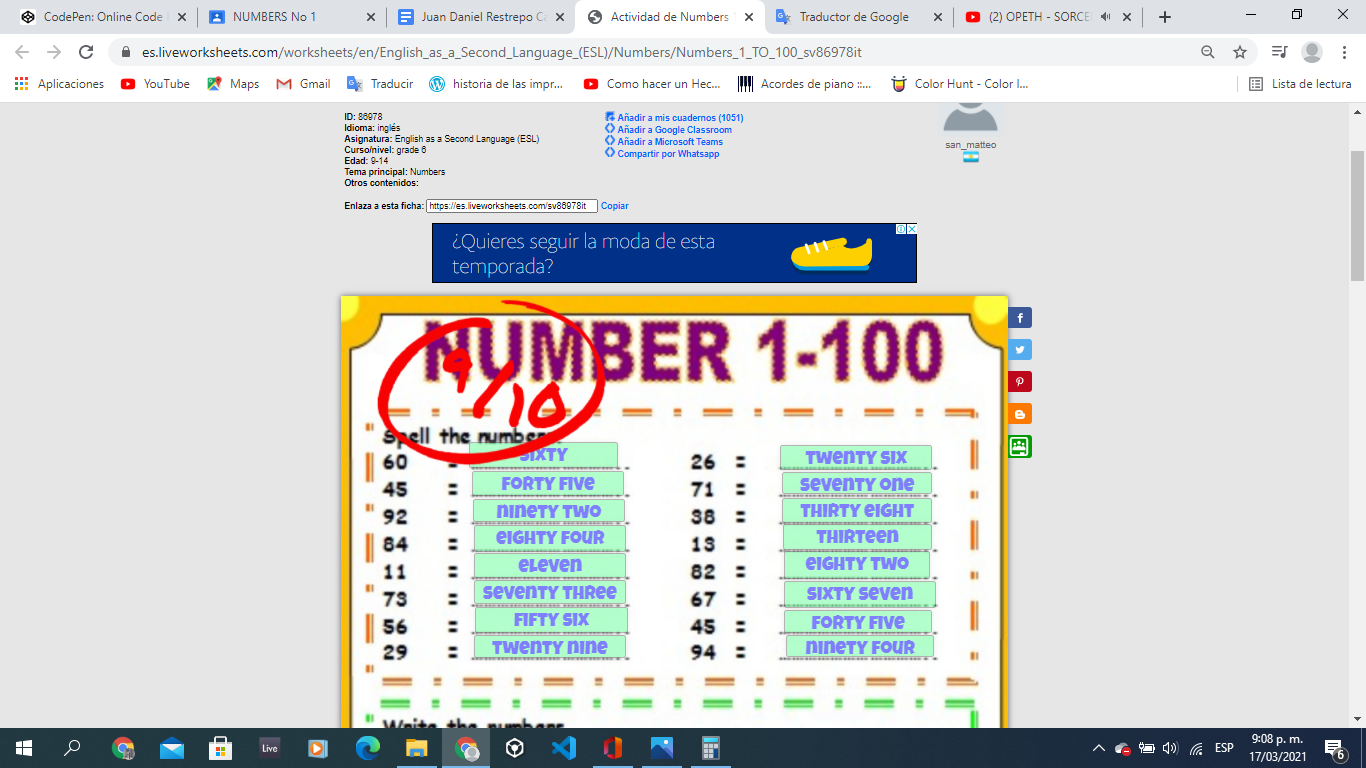 CodePen: Online Code
NUMBERS No 1
Juan Daniel Restrepo Ca
Actividad de Numbers
Traductor de Google
(2) OPETH - SORCE
es.liveworksheets.com/worksheets/en/English_as_a_Second_Language_(ESL)/Numbers/Numbers_1_TO_100_sv86978it
Aplicaciones
YouTube
Maps
Gmail
Traducir
historia de las impr...
Como hacer un Hec...
Acordes de piano ::...
Color Hunt - Color I...
Lista de lectura
ID: 86978
Idioma: inglés
Asignatura: English as a Second Language (ESL)
Curso/nivel: grade 6
Edad: 9-14
Tema principal: Numbers
Otros contenidos:
Añadir a mis cuadernos (1051)
Añadir a Google Classroom
Añadir a Microsoft Teams
Compartir por Whatsapp
san_matteo
Enlaza a esta ficha: https://es.liveworksheets.com/sv86978it Copiar
¿Quieres seguir la moda de esta
temporada?
NUMBER 1-100
9/10
Spell the numbers
60 = sixty
45 = forty five
92 = ninety two
84 = eighty four
11 = eleven
73 = seventy three
56 = fifty six
29 = twenty nine
26 = twenty six
71 = seventy one
38 = thirty eight
13 = thirteen
82 = eighty two
67 = sixty seven
45 = forty five
94 = ninety four
Write the numbers
Live
ESP
9:08 p. m.
17/03/2021
6